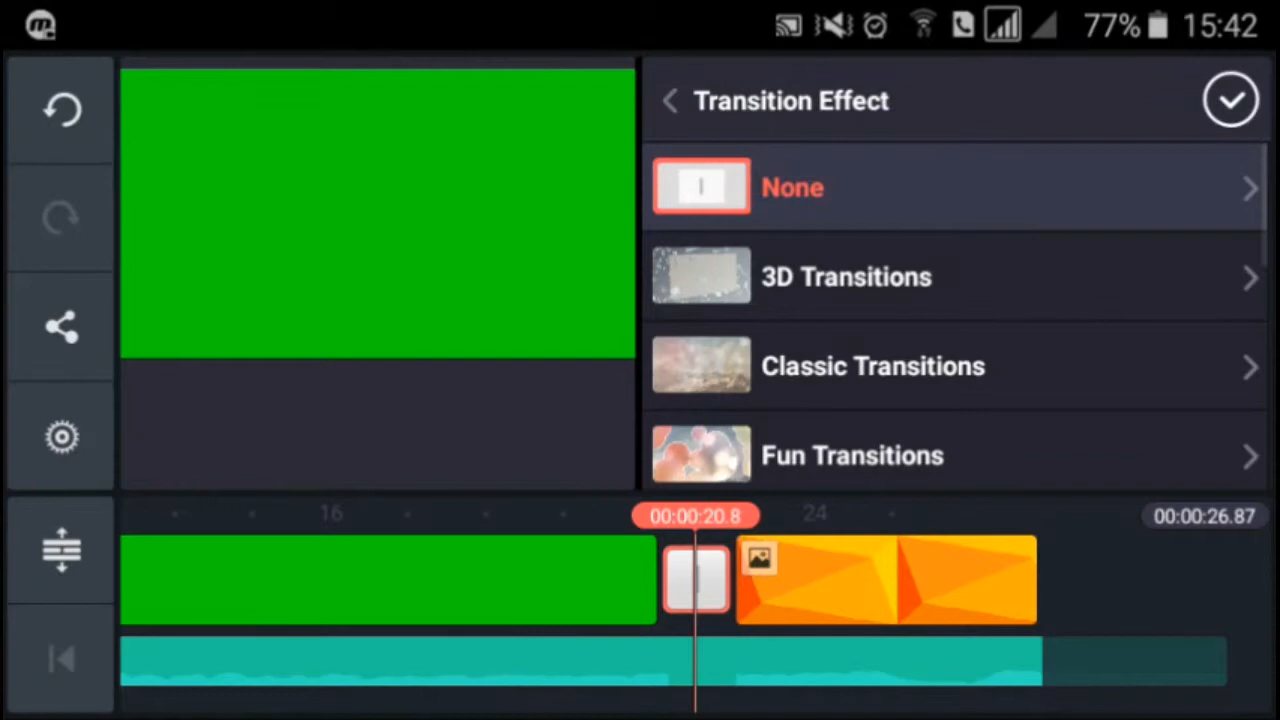 77% 15:42
Transition Effect
None
3D Transitions
Classic Transitions
Fun Transitions
16 00:00:20.8 24 00:00:26.87